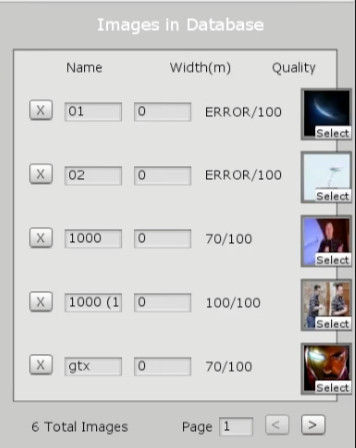 Images in Database
Name Width(m) Quality
X 01 0 ERROR/100 Select
X 02 0 ERROR/100 Select
X 1000 0 70/100 Select
X 1000 (1 0 100/100 Select
X gtx 0 70/100 Select
6 Total Images Page 1 < >